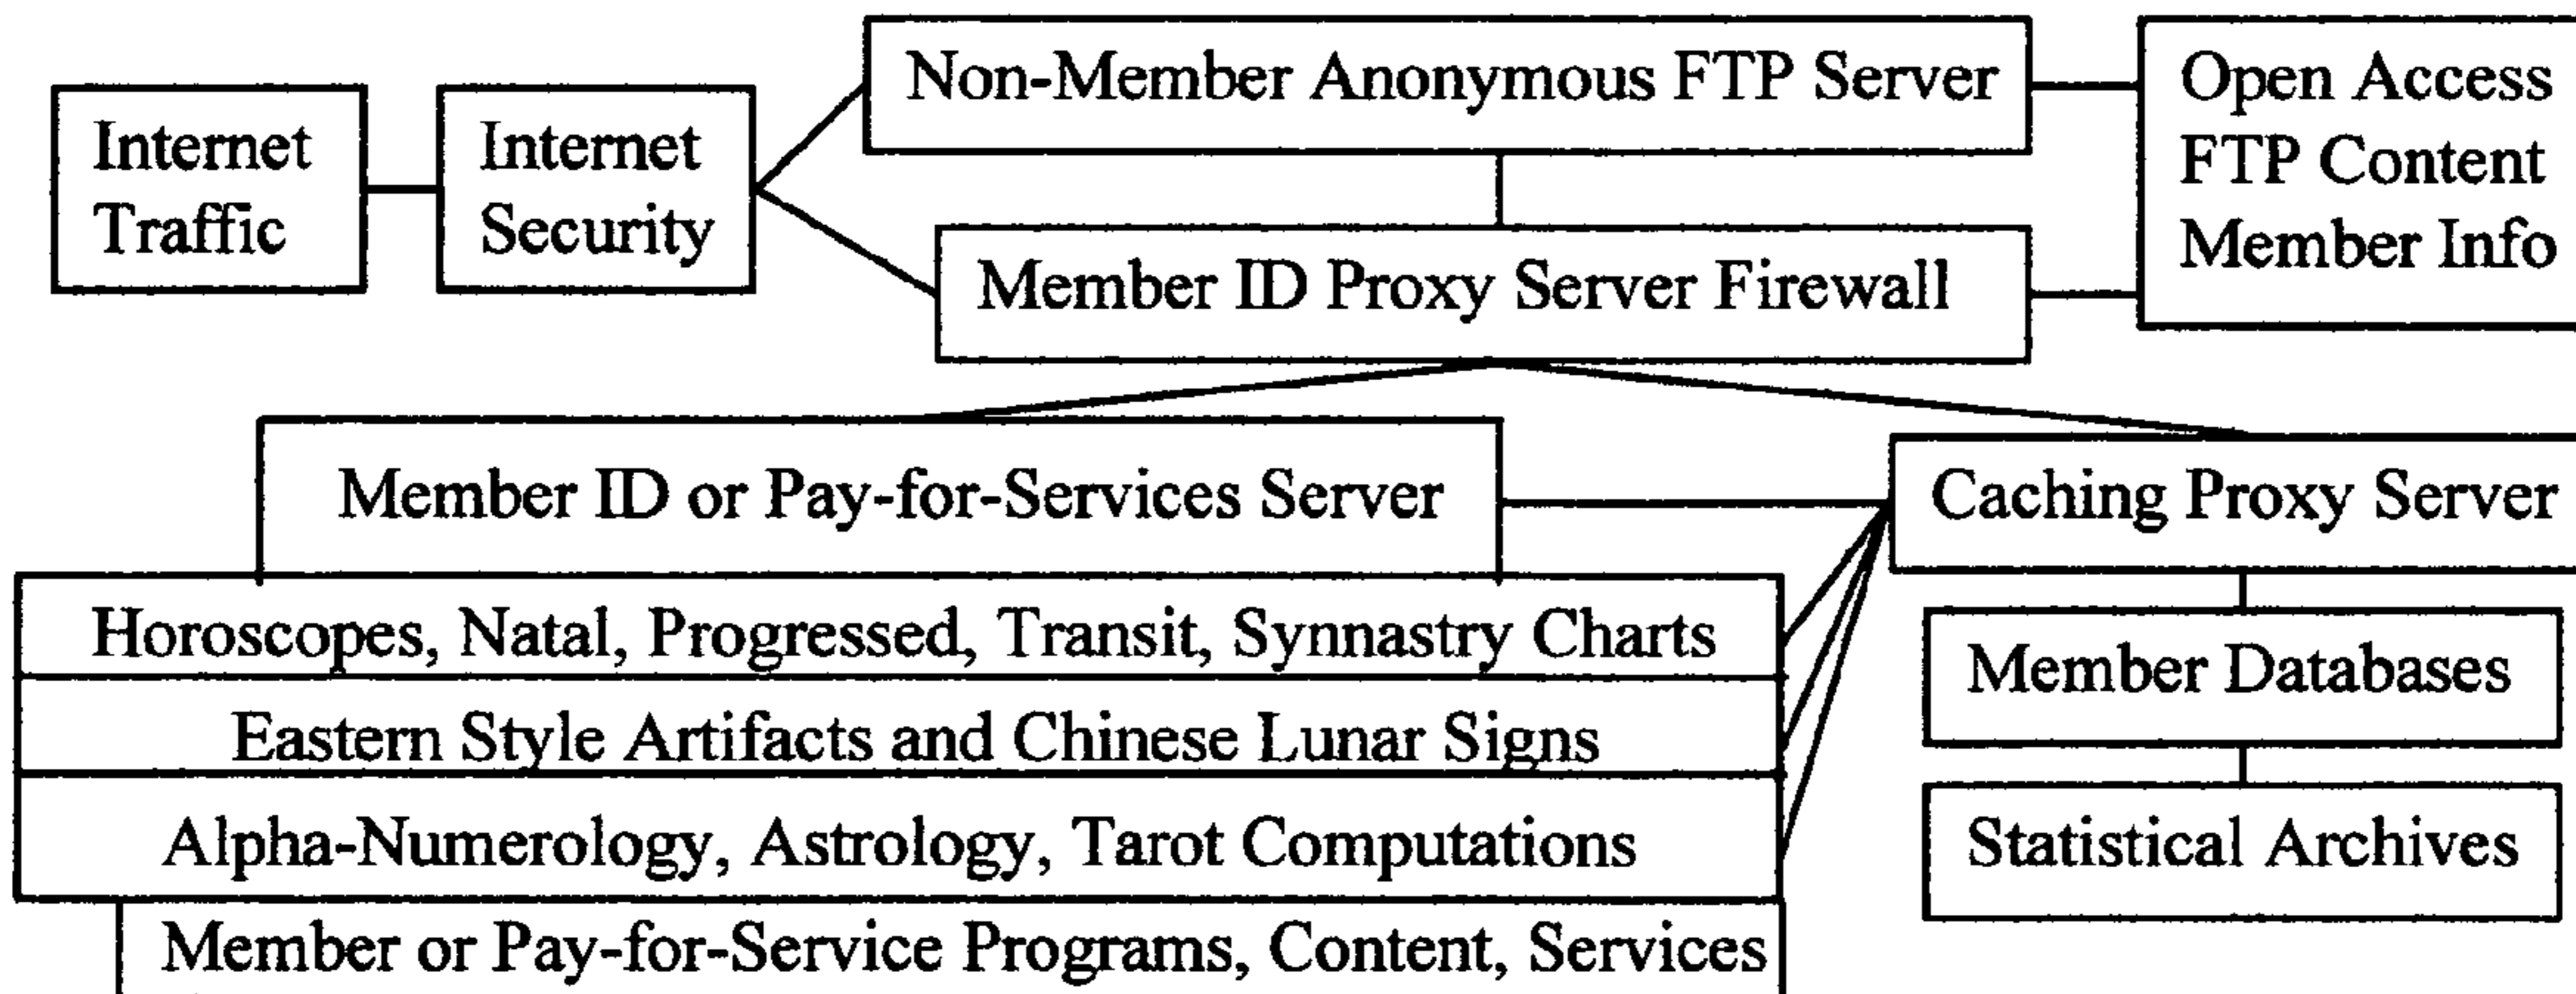 Internet
Traffic
Internet
Security
Non-Member Anonymous FTP Server
Open Access
FTP Content
Member Info
Member ID Proxy Server Firewall
Member ID or Pay-for-Services Server
Caching Proxy Server
Horoscopes, Natal, Progressed, Transit, Synnastry Charts
Eastern Style Artifacts and Chinese Lunar Signs
Alpha-Numerology, Astrology, Tarot Computations
Member or Pay-for-Service Programs, Content, Services
Member Databases
Statistical Archives